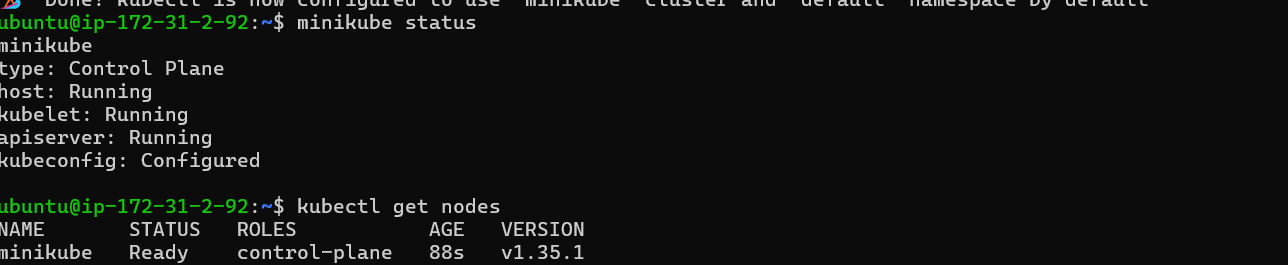 Done! kubectl is now configured to use "minikube" cluster and "default" namespace by default
ubuntu@ip-172-31-2-92:~$ minikube status
minikube
type: Control Plane
host: Running
kubelet: Running
apiserver: Running
kubeconfig: Configured
ubuntu@ip-172-31-2-92:~$ kubectl get nodes
NAME STATUS ROLES AGE VERSION
minikube Ready control-plane 88s v1.35.1